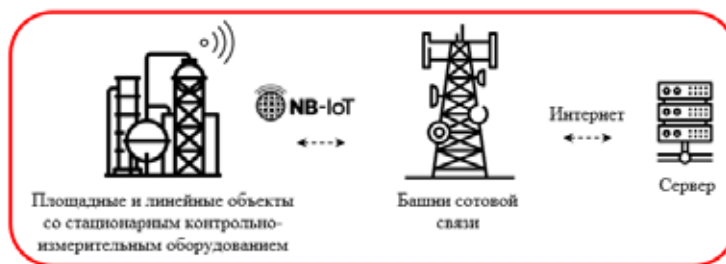 NB-IoT
Интернет
Площадные и линейные объекты
со стационарным контрольно-
измерительным оборудованием
Башни сотовой
связи
Сервер